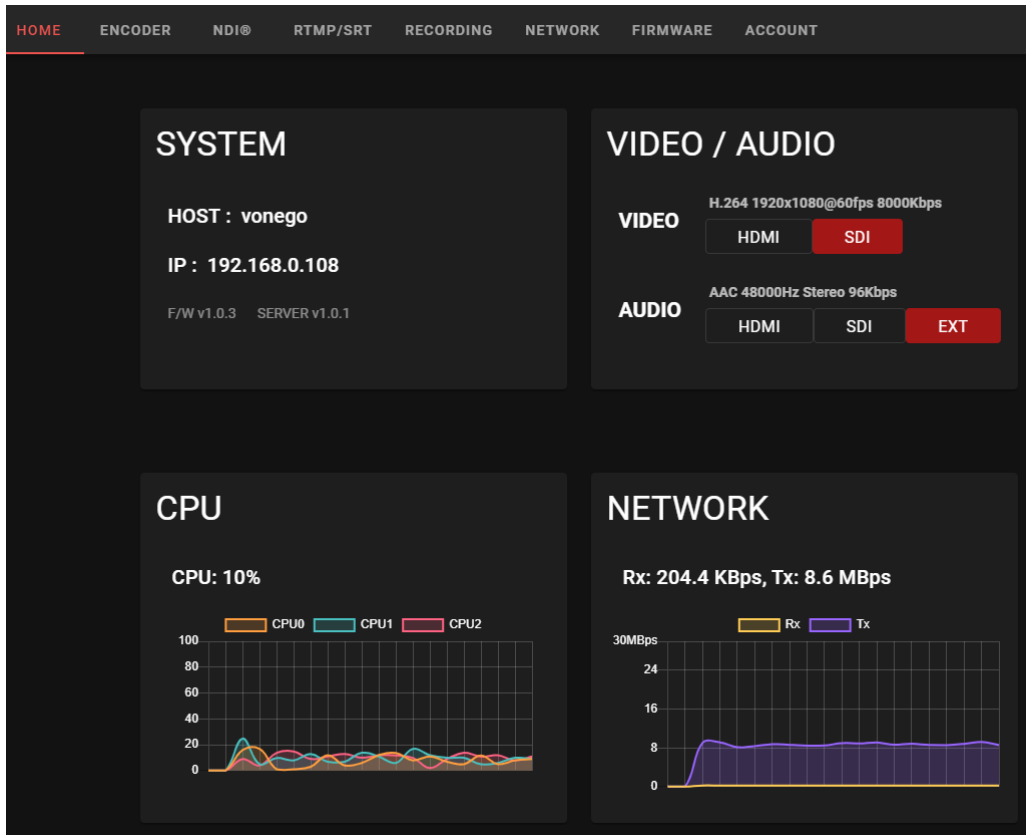 HOME ENCODER NDI® RTMP/SRT RECORDING NETWORK FIRMWARE ACCOUNT
SYSTEM
HOST : vonego
IP : 192.168.0.108
F/W v1.0.3 SERVER v1.0.1
VIDEO / AUDIO
H.264 1920x1080@60fps 8000Kbps
VIDEO HDMI SDI
AAC 48000Hz Stereo 96Kbps
AUDIO HDMI SDI EXT
CPU
CPU: 10%
CPU0 CPU1 CPU2
100
80
60
40
20
0
NETWORK
Rx: 204.4 KBps, Tx: 8.6 MBps
Rx Tx
30MBps
24
16
8
0